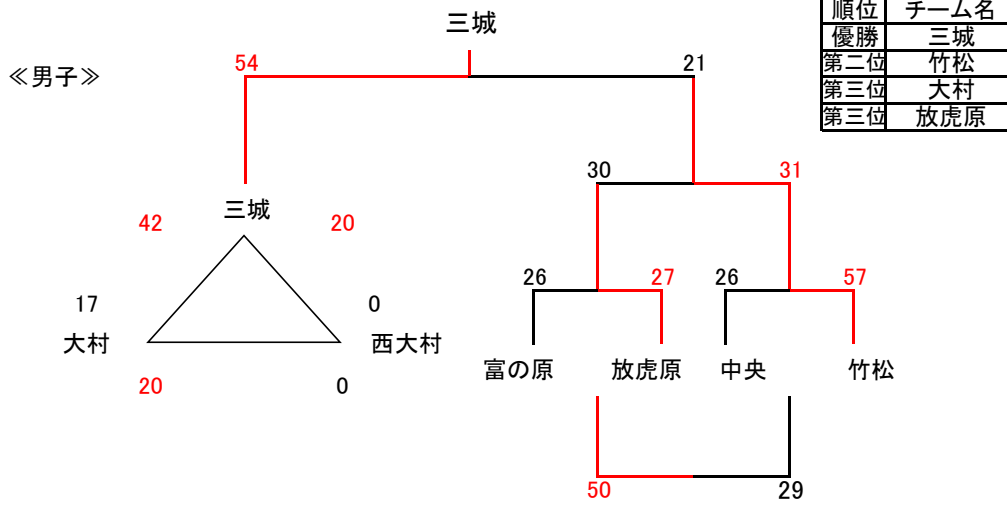 三城
順位 チーム名
優勝 三城
第二位 竹松
第三位 大村
第三位 放虎原
≪男子≫
54 21
30 31
三城
42 20
26 27 26 57
17 0
大村 西大村
富の原 放虎原 中央 竹松
20 0
50 29